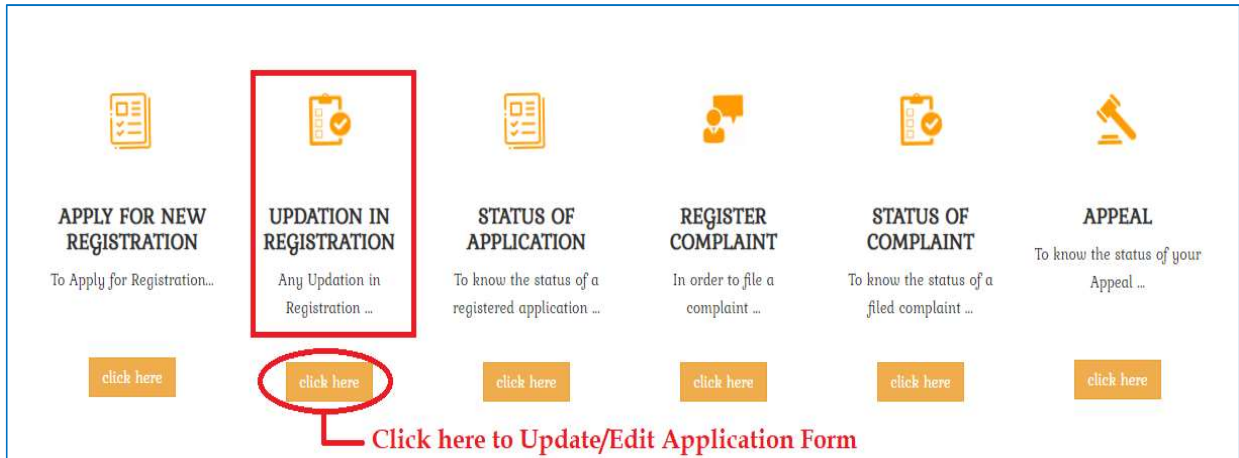 APPLY FOR NEW
REGISTRATION
To Apply for Registration...
click here
UPDATION IN
REGISTRATION
Any Updation in
Registration ...
click here
STATUS OF
APPLICATION
To know the status of a
registered application ...
click here
REGISTER
COMPLAINT
In order to file a
complaint ...
click here
STATUS OF
COMPLAINT
To know the status of a
filed complaint ...
click here
APPEAL
To know the status of your
Appeal ...
click here
Click here to Update/Edit Application Form